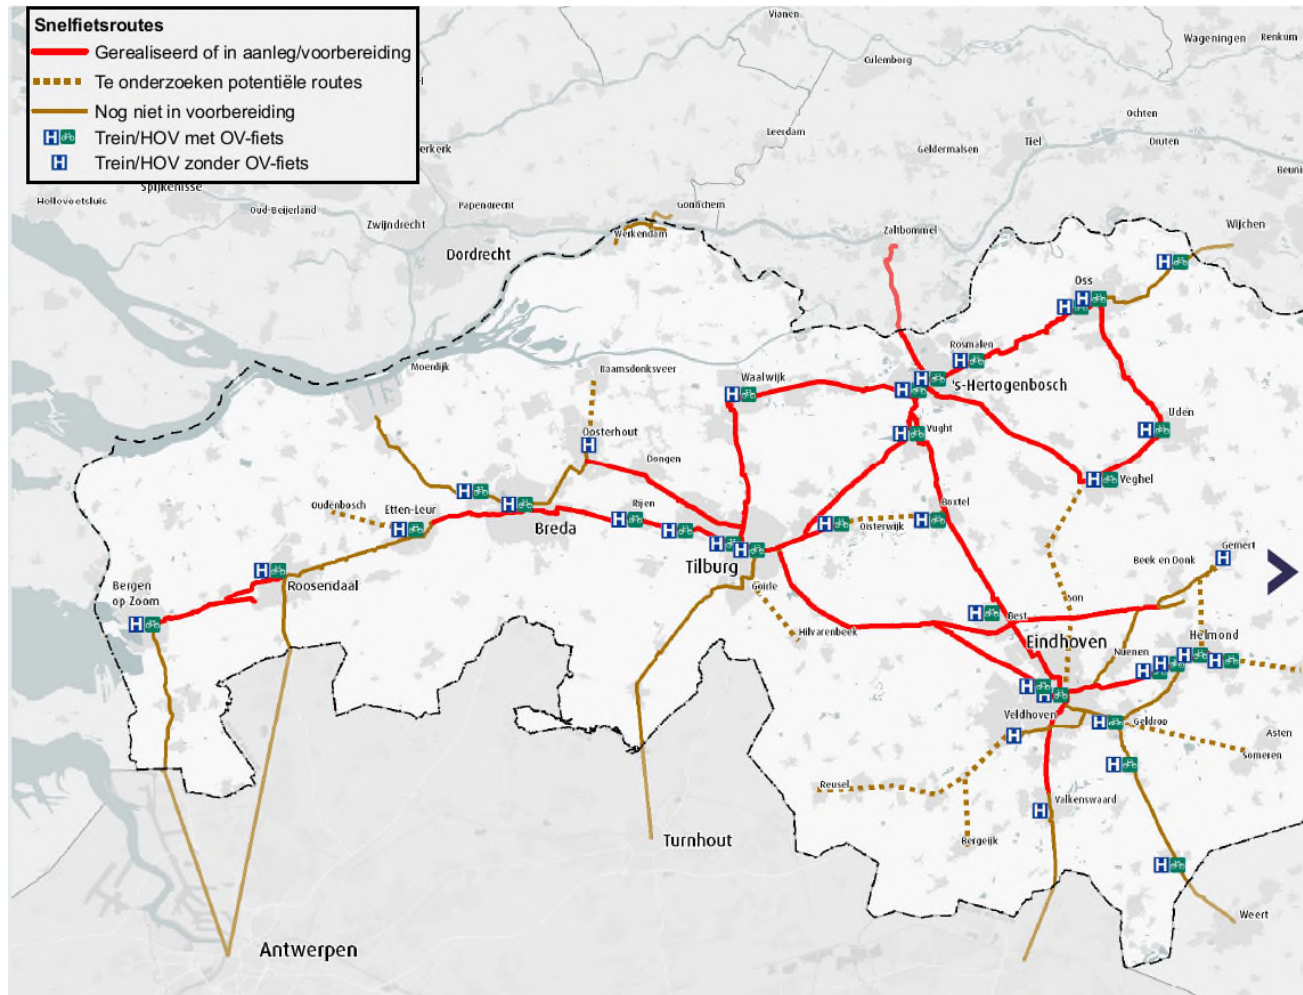 Snelfietsroutes
Gerealiseerd of in aanleg/voorbereiding
Te onderzoeken potentiële routes
Nog niet in voorbereiding
H Trein/HOV met OV-fiets
H Trein/HOV zonder OV-fiets
Vianen
Wageningen
Renkum
Culemborg
Ochten
Leerdam
Tiel
Druten
Geldermalsen
Spijkenisse
Hellevoetsluis
Oud-Beijerland
Papendrecht
Gorinchem
Zwijndrecht
Werkendam
Zaltbommel
Wijchen
Dordrecht
Oss
Rosmalen
Moerdijk
Raamsdonksveer
Waalwijk
's-Hertogenbosch
Uden
Vught
Oosterhout
Dongen
Veghel
Oudenbosch
Etten-Leur
Rijen
Boxtel
Breda
Oisterwijk
Gemert
Beek en Donk
Tilburg
Bergen
op Zoom
Roosendaal
Goirle
Son
Best
Hilvarenbeek
Eindhoven
Helmond
Nuenen
Veldhoven
Geldrop
Asten
Someren
Reusel
Valkenswaard
Bergeijk
Turnhout
Weert
Antwerpen